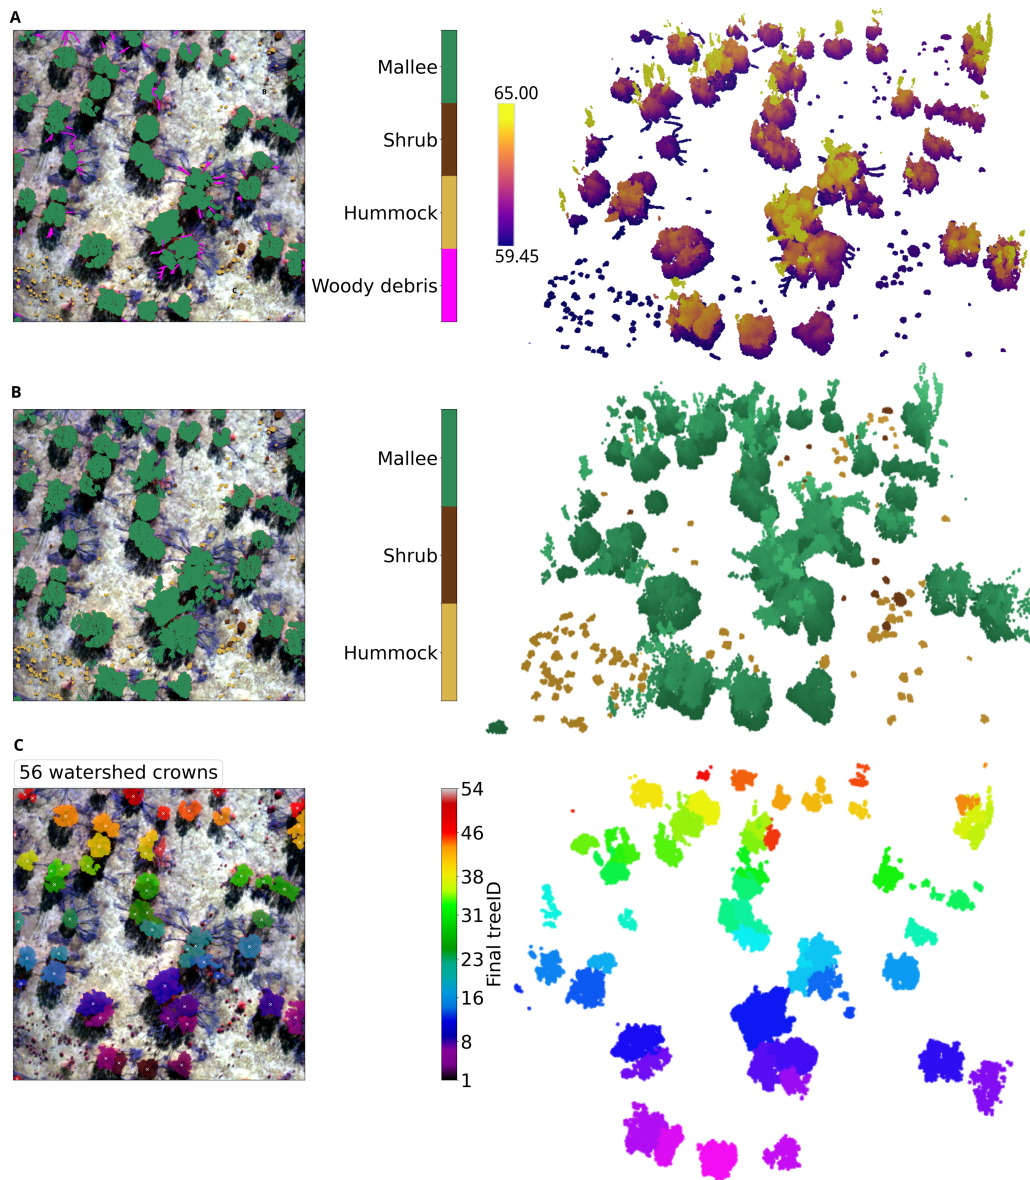 A
Mallee
Shrub
Hummock
Woody debris
65.00
59.45
B
C
B
Mallee
Shrub
Hummock
C
56 watershed crowns
54
46
38
31
23
16
8
1
Final treeID